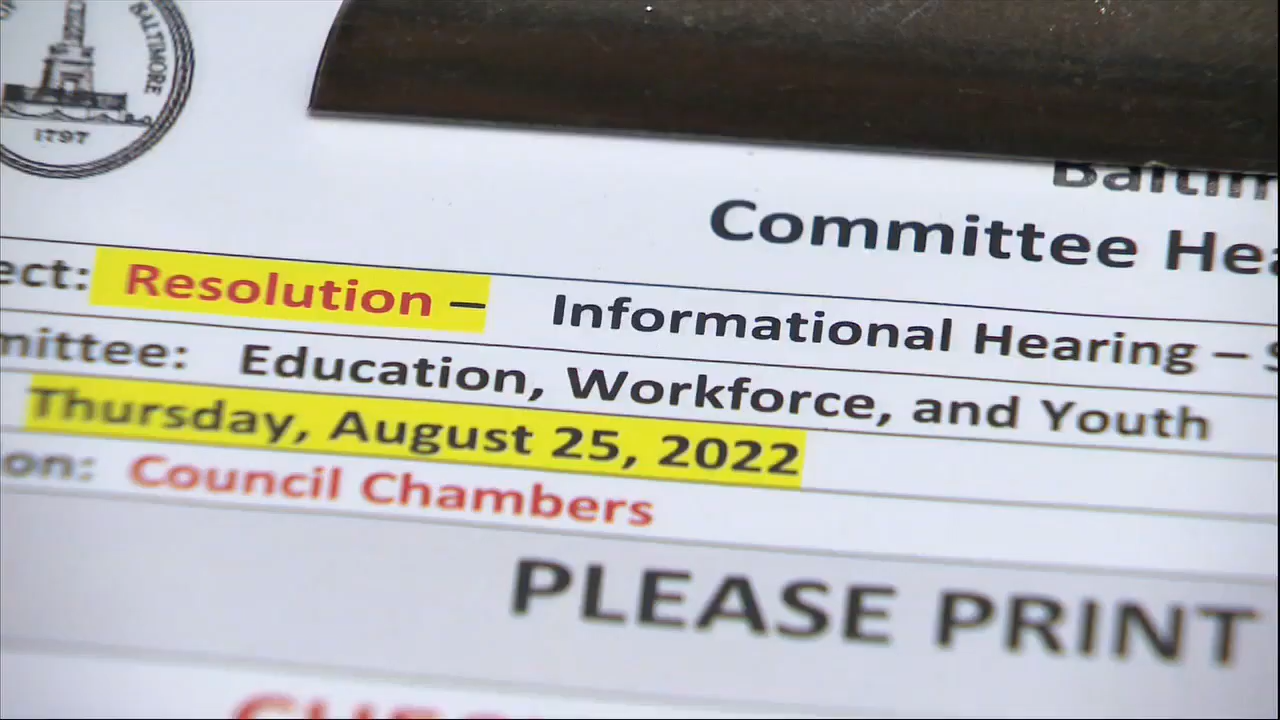 BALTIMORE
1797
Committee Hea
ect: Resolution – Informational Hearing –
mittee: Education, Workforce, and Youth
Thursday, August 25, 2022
on: Council Chambers
PLEASE PRINT